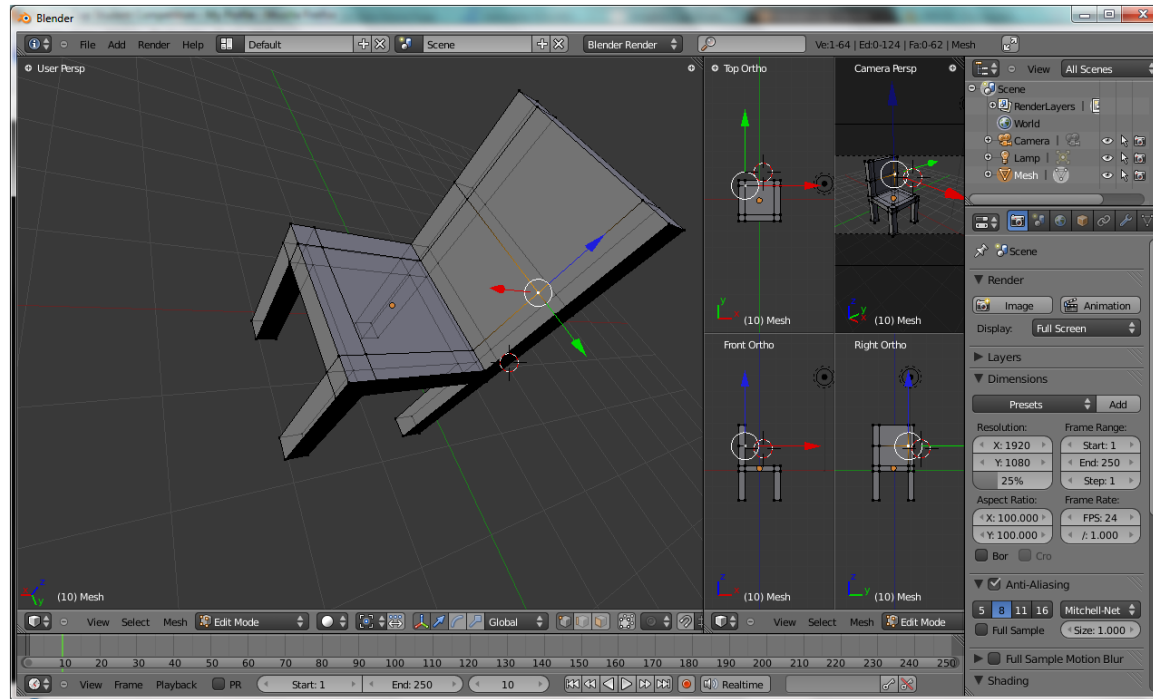 Blender
File Add Render Help Default Scene Blender Render Ve:1-64 | Ed:0-124 | Fa:0-62 | Mesh
User Persp
Top Ortho
Camera Persp
View All Scenes
Scene
RenderLayers |
World
Camera |
Lamp |
Mesh |
Scene
Render
Image Animation
Display: Full Screen
Layers
Dimensions
Presets Add
Resolution: Frame Range:
X: 1920 Start: 1
Y: 1080 End: 250
25% Step: 1
Aspect Ratio: Frame Rate:
X: 100.000 FPS: 24
Y: 100.000 /: 1.000
Bor Cro
Anti-Aliasing
5 8 11 16 Mitchell-Net
Full Sample Size: 1.000
Full Sample Motion Blur
Shading
y
(10) Mesh
z
(10) Mesh
Front Ortho
Right Ortho
z
(10) Mesh
z
y (10) Mesh
z
y
(10) Mesh
View Select Mesh Edit Mode Global
View Select Mesh Edit Mode
10 20 30 40 50 60 70 80 90 100 110 120 130 140 150 160 170 180 190 200 210 220 230 240 250
View Frame Playback PR Start: 1 End: 250 10 Realtime